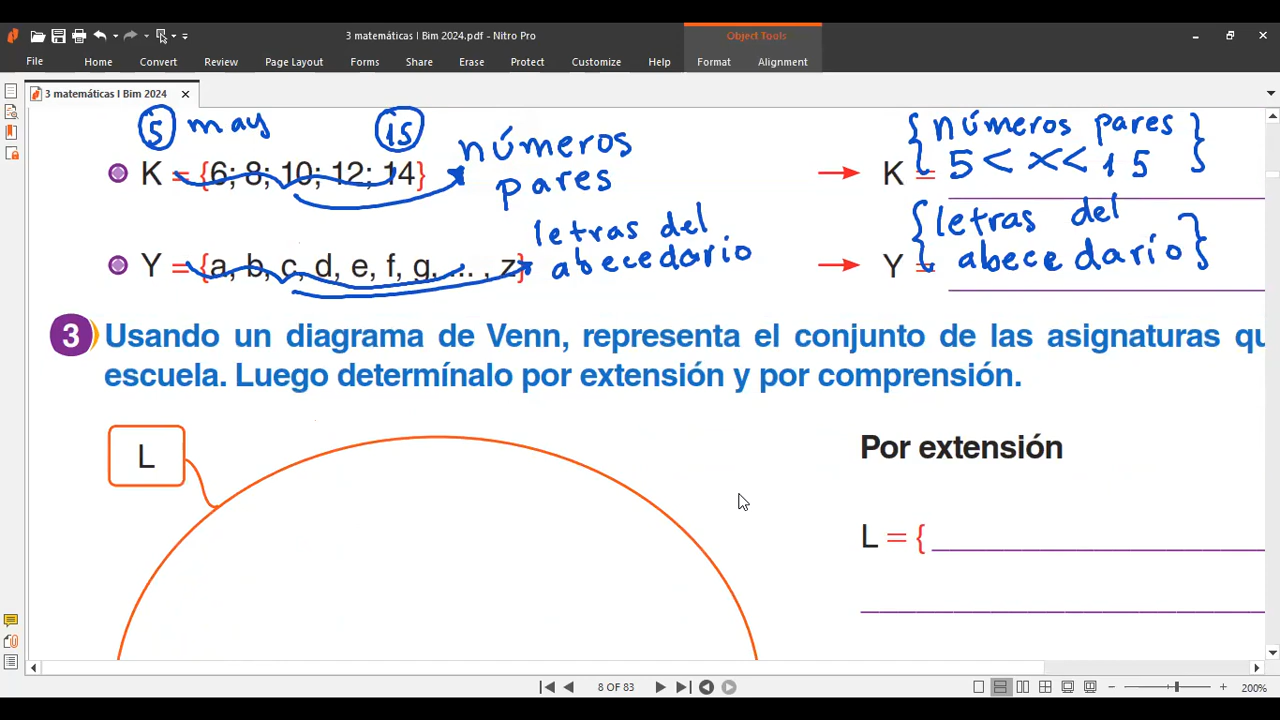 3 matemáticas I Bim 2024.pdf - Nitro Pro
Object Tools
File Home Convert Review Page Layout Forms Share Erase Protect Customize Help Format Alignment
3 matemáticas I Bim 2024
5 may 15
K = {6; 8; 10; 12; 14}
números
pares
K = {números pares
5 < x < 15}
Y = {a, b, c, d, e, f, g, ... , z}
letras del
abecedario
Y = {letras del
abecedario}
3 Usando un diagrama de Venn, representa el conjunto de las asignaturas qu
escuela. Luego determínalo por extensión y por comprensión.
L
Por extensión
L = {
8 OF 83
200%